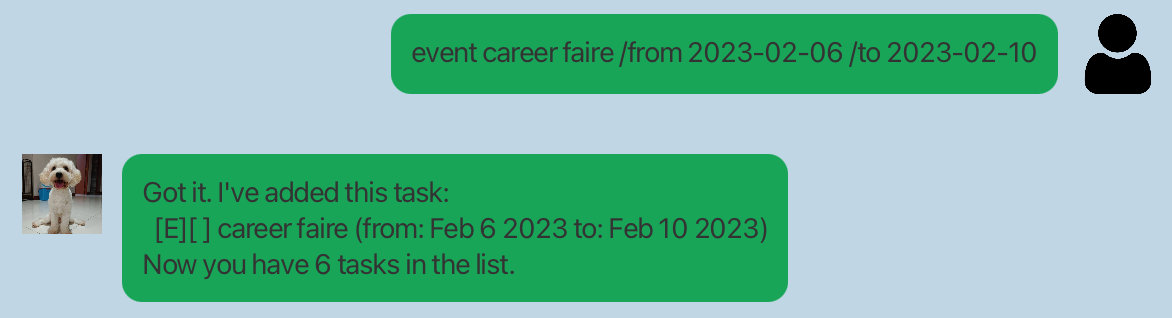 event career faire /from 2023-02-06 /to 2023-02-10
Got it. I've added this task:
[E][ ] career faire (from: Feb 6 2023 to: Feb 10 2023)
Now you have 6 tasks in the list.